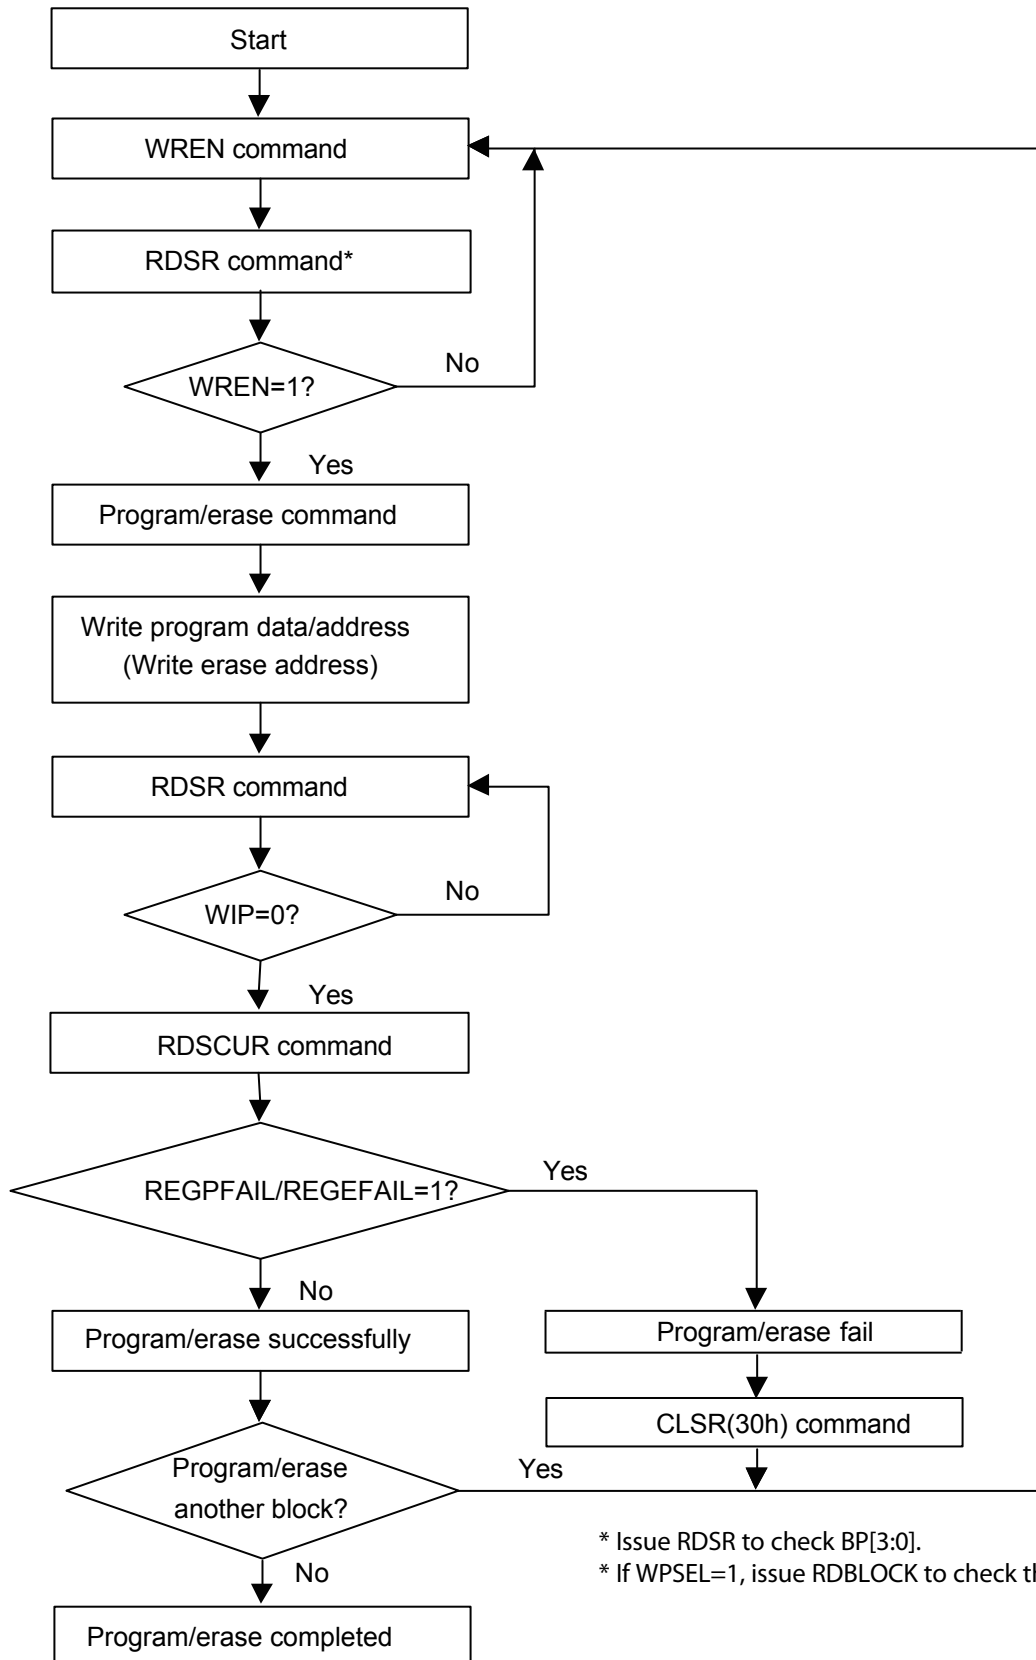 Start
WREN command
RDSR command*
WREN=1?
No
Yes
Program/erase command
Write program data/address
(Write erase address)
RDSR command
WIP=0?
No
Yes
RDSCUR command
REGPFAIL/REGEFAIL=1?
Yes
No
Program/erase successfully
Program/erase fail
CLSR(30h) command
Program/erase
another block?
Yes
No
* Issue RDSR to check BP[3:0].
* If WPSEL=1, issue RDBLOCK to check
Program/erase completed